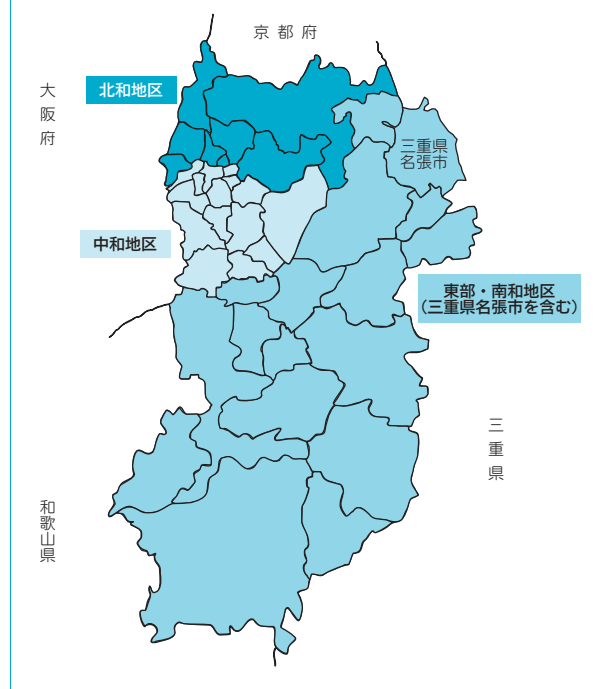 京都府
大阪府
北和地区
三重県
名張市
中和地区
東部・南和地区
（三重県名張市を含む）
三重県
和歌山県